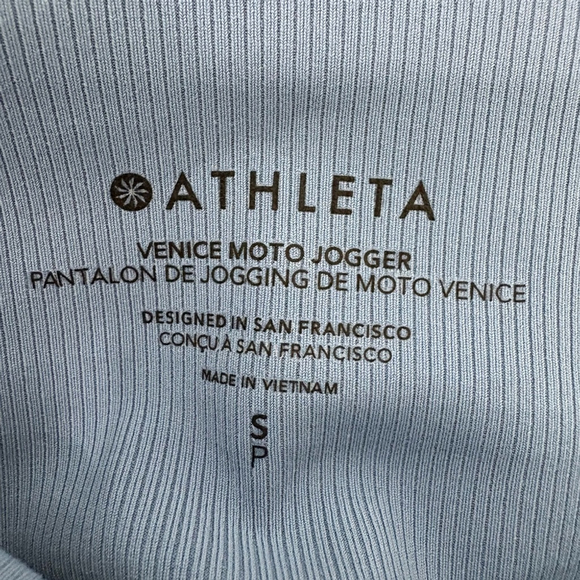 ATHLETA
VENICE MOTO JOGGER
PANTALON DE JOGGING DE MOTO VENICE
DESIGNED IN SAN FRANCISCO
CONÇU À SAN FRANCISCO
MADE IN VIETNAM
S
P